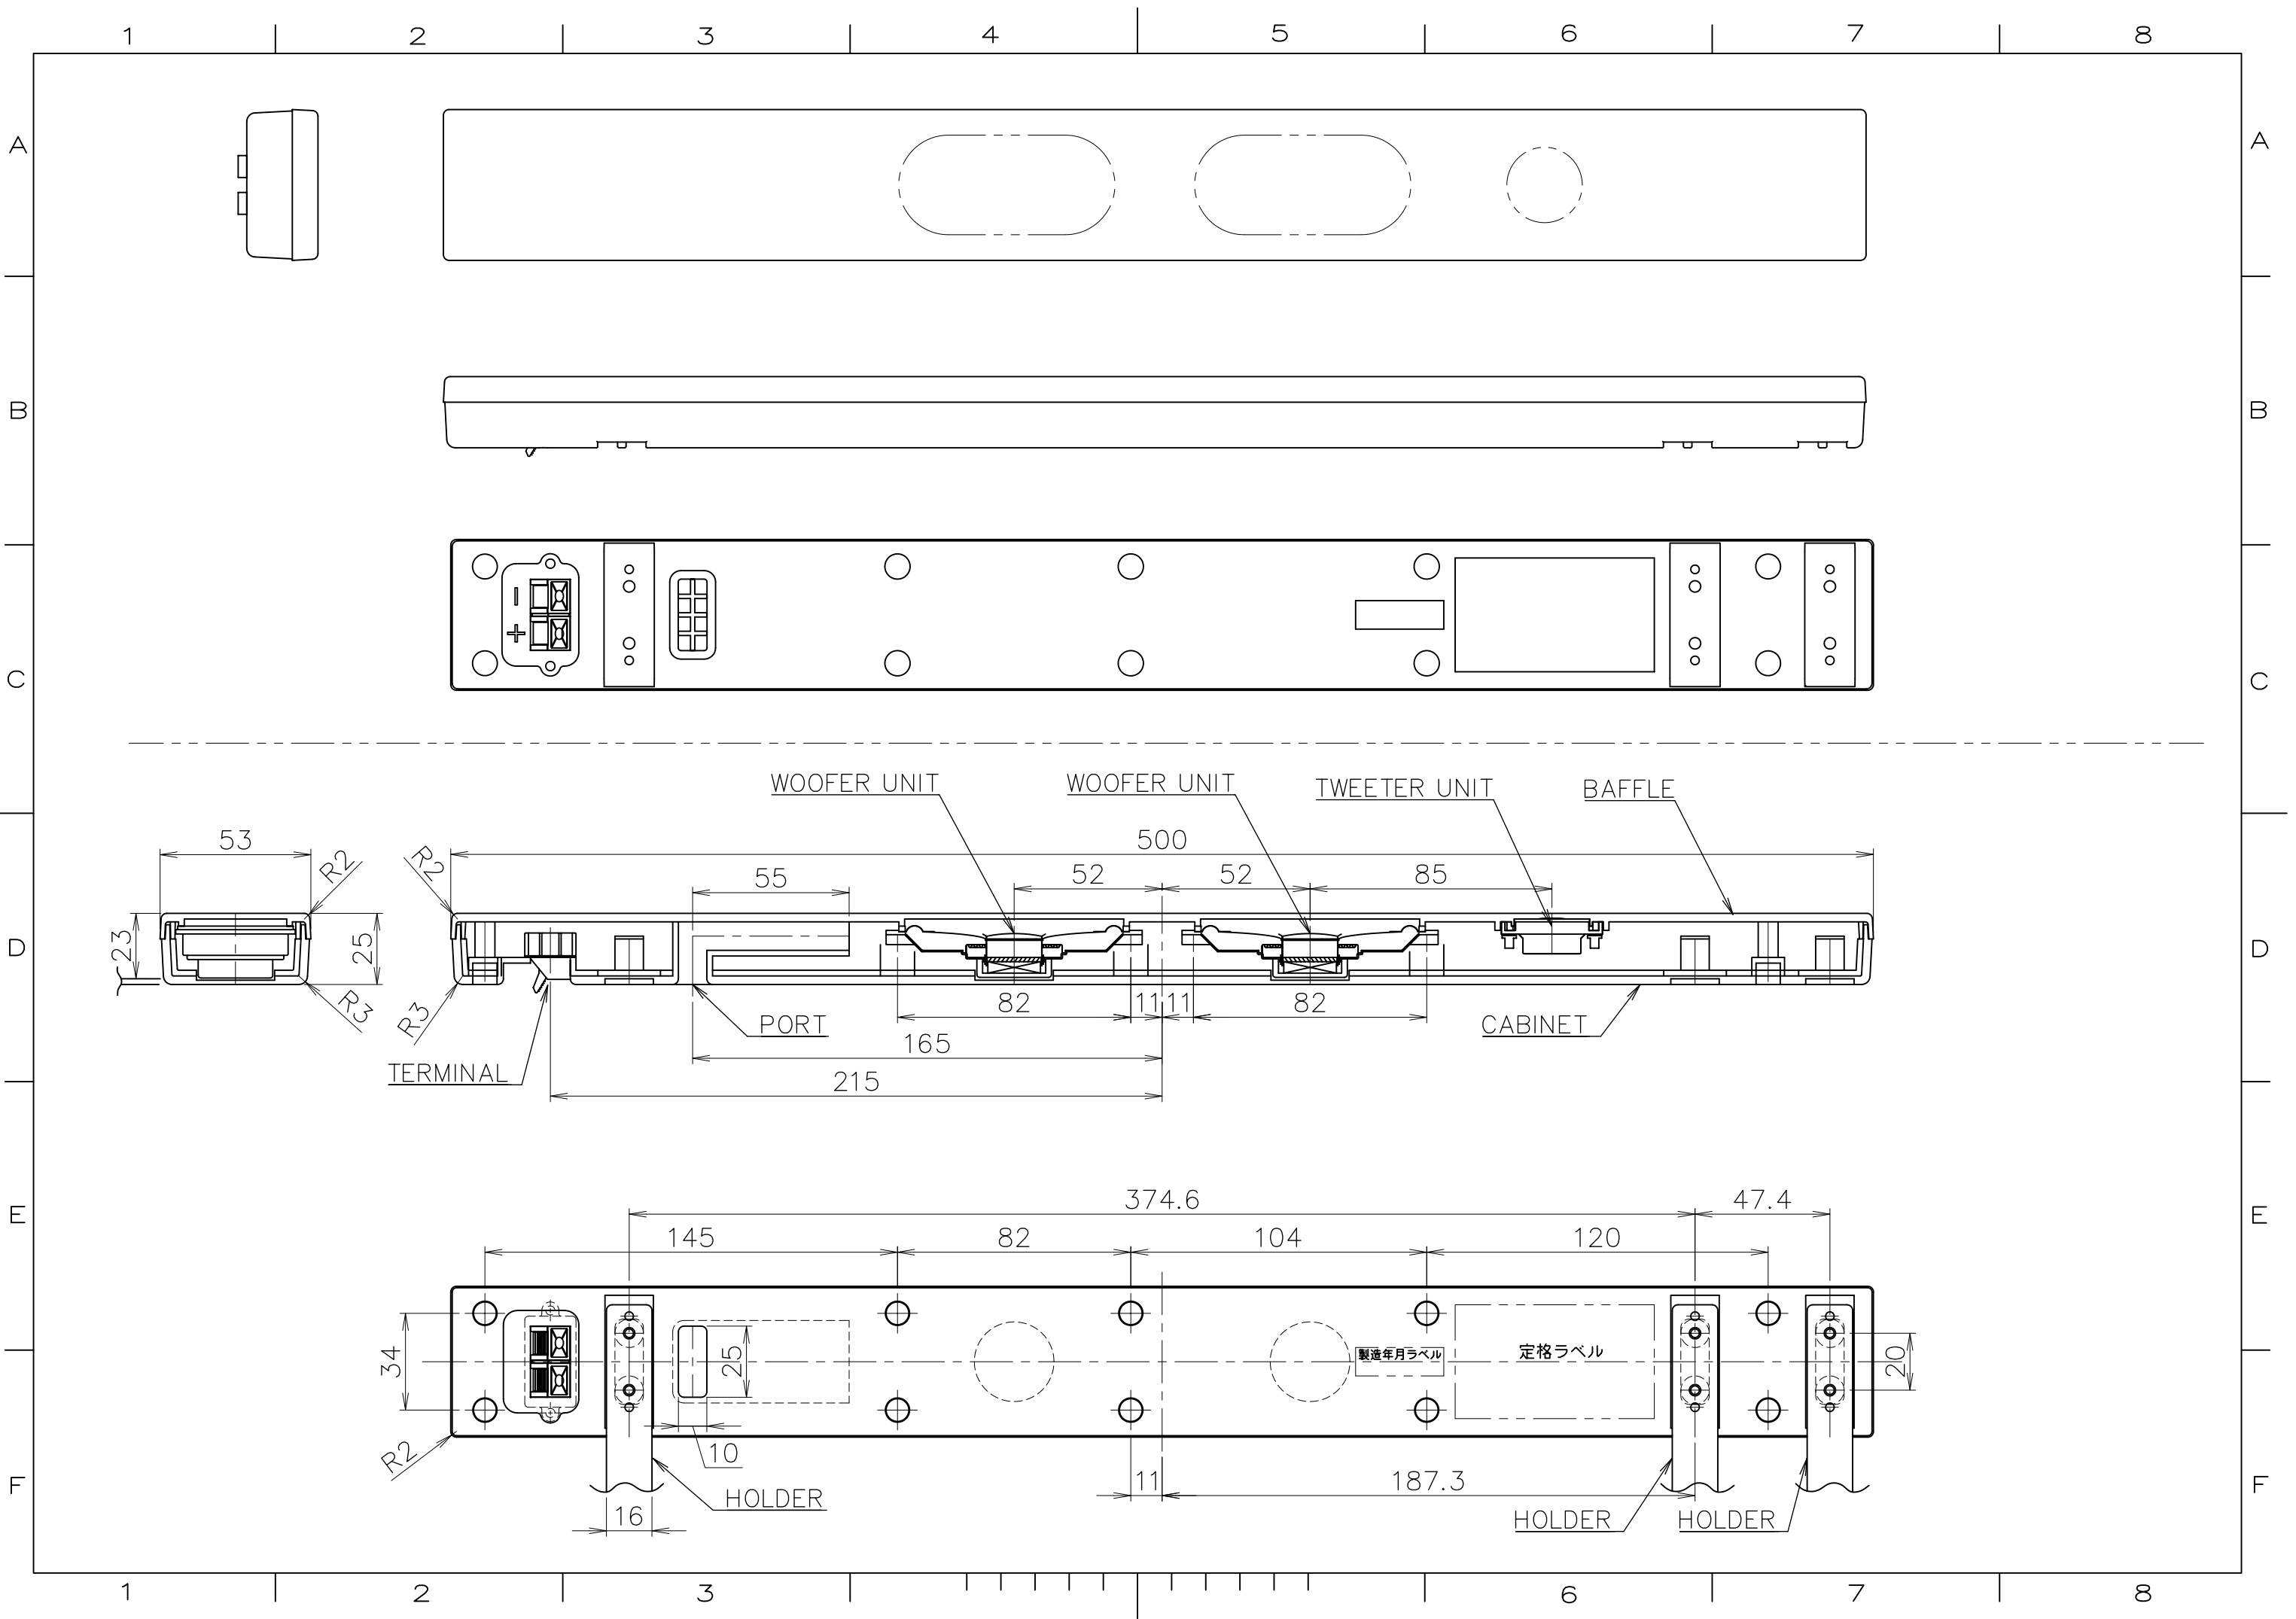 1 2 3 4 5 6 7 8
A A
B B
− +
C C
WOOFER UNIT WOOFER UNIT TWEETER UNIT BAFFLE
53 R2 R2 500
55 52 52 85
23 25
D D
R3 R3 82 11 11 82
PORT CABINET
165
TERMINAL 215
374.6 47.4
E E
145 82 104 120
34 25 製造年月ラベル 定格ラベル 20
R2 10
F F
11 187.3
HOLDER
16 HOLDER HOLDER
1 2 3 6 7 8